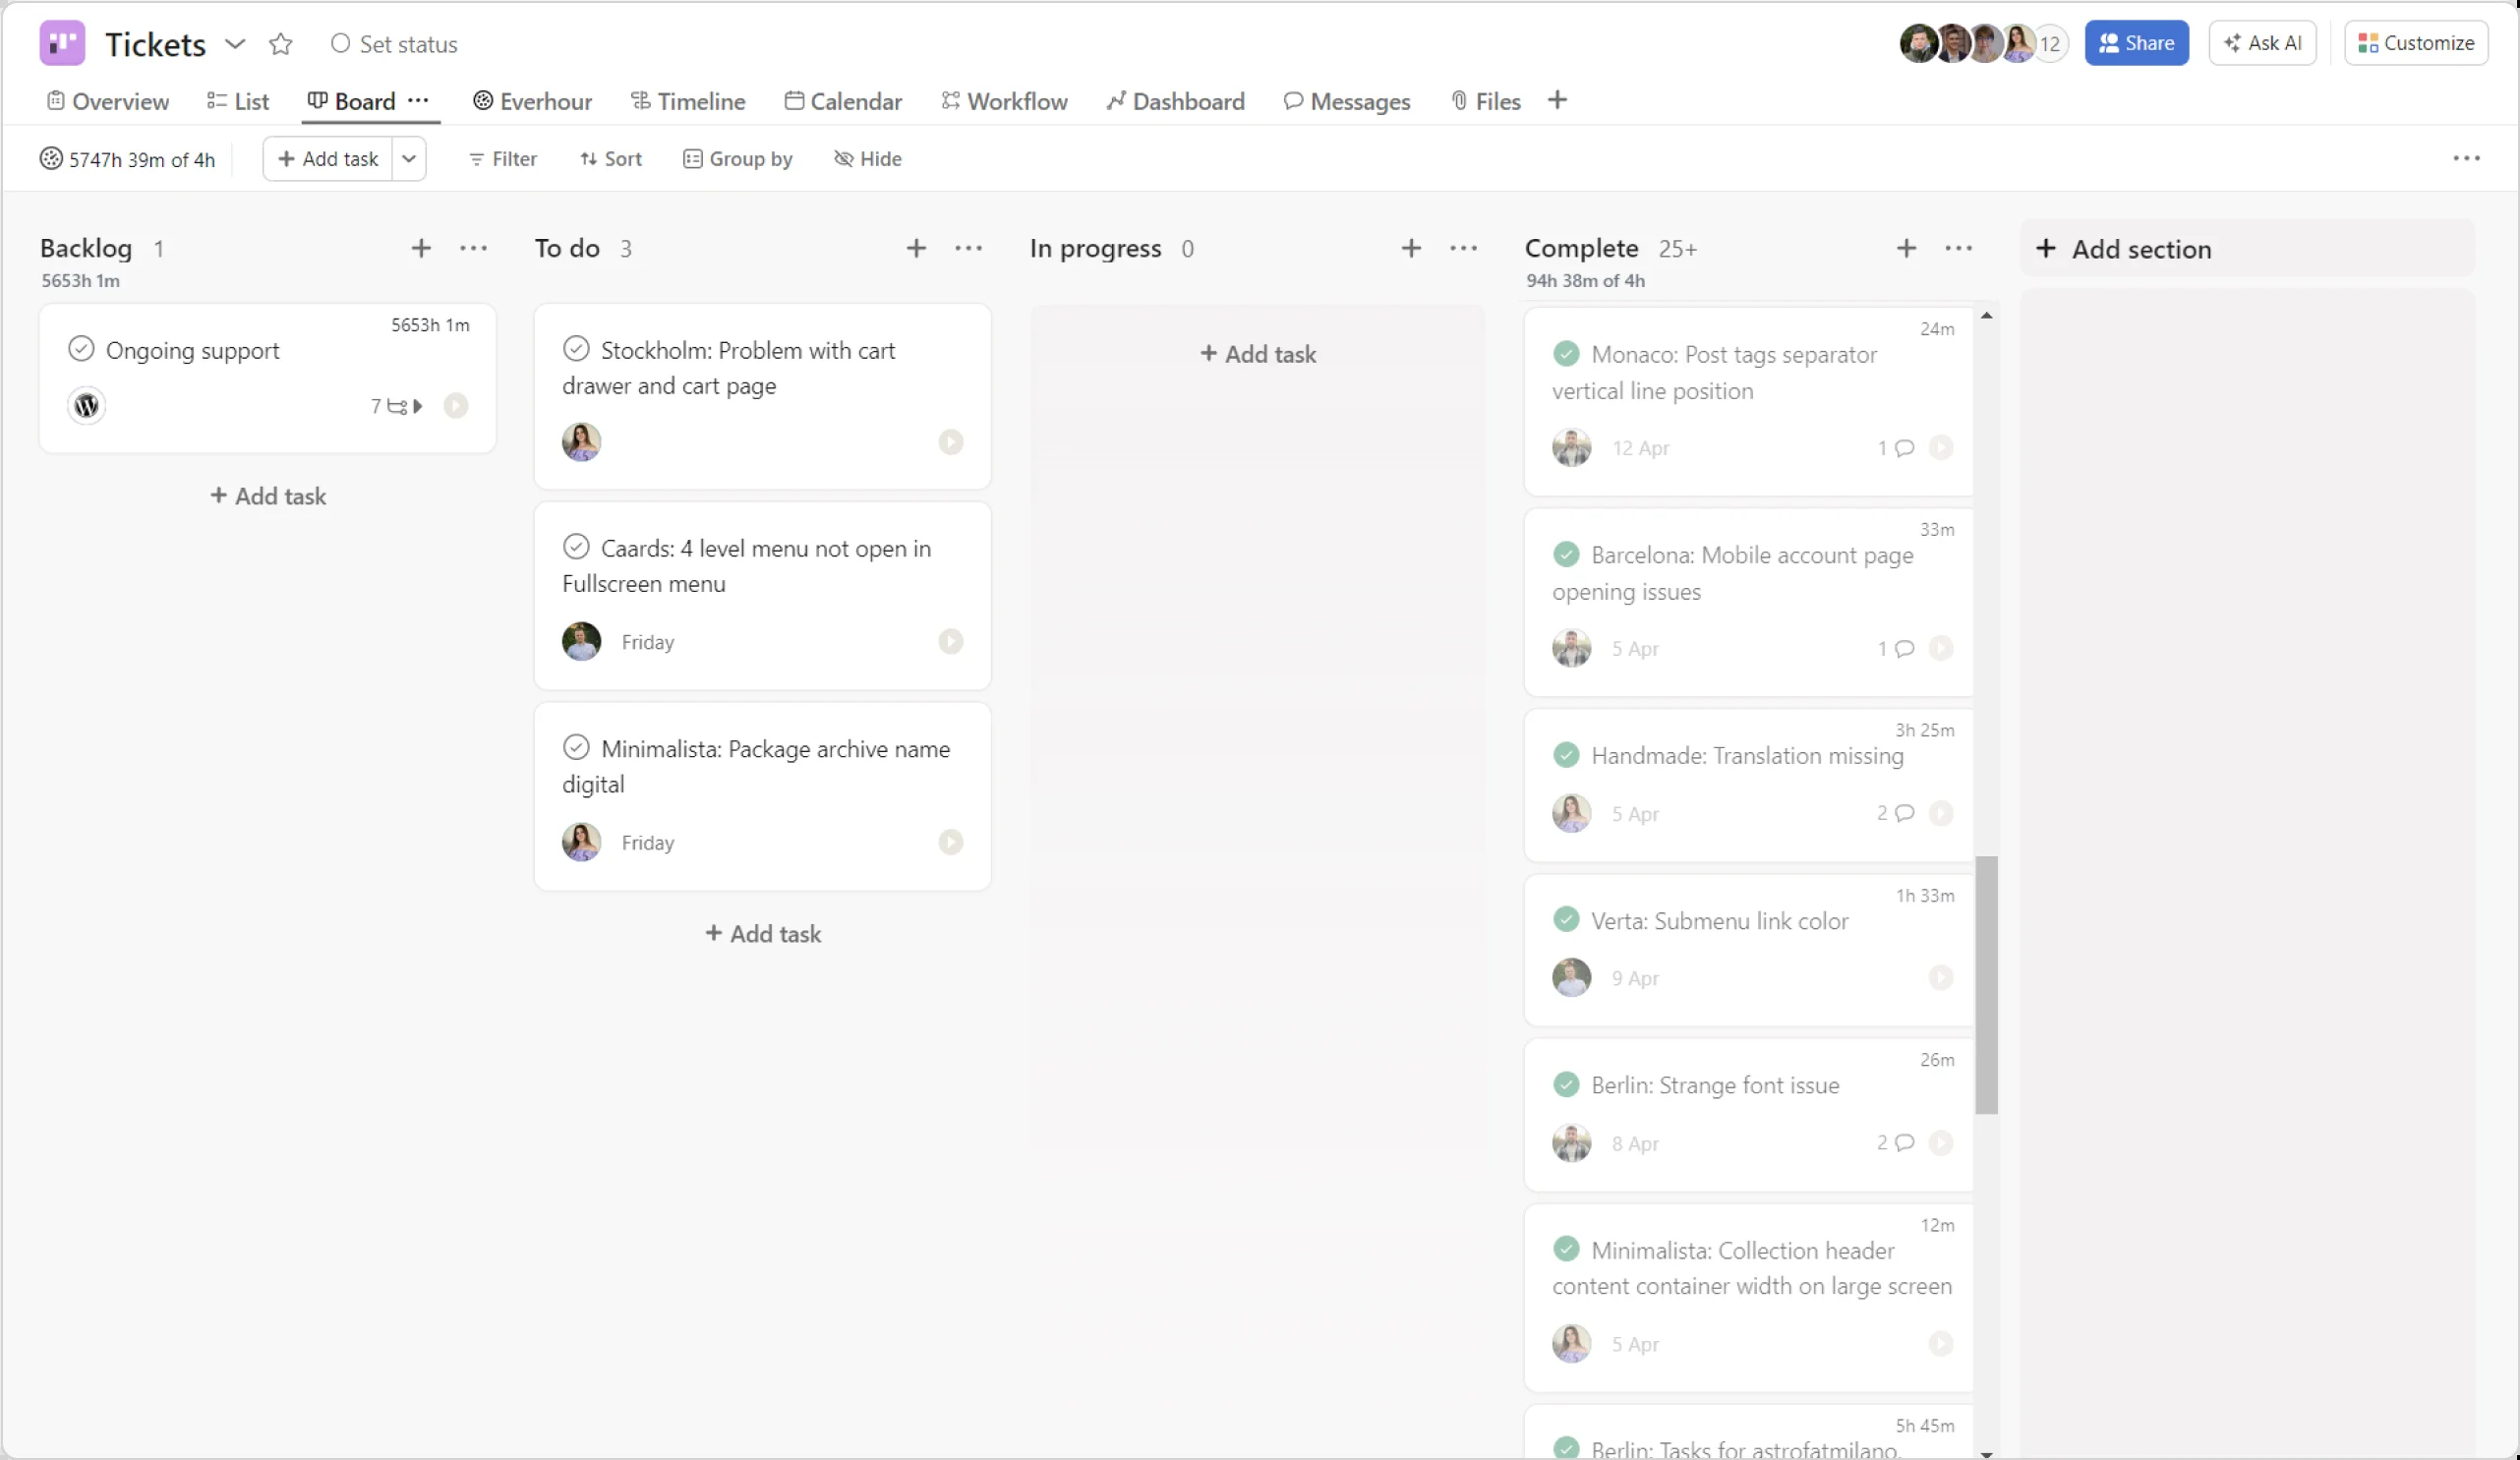 Tickets
Set status
12
Share
Ask AI
Customize
Overview
List
Board
Everhour
Timeline
Calendar
Workflow
Dashboard
Messages
Files
5747h 39m of 4h
Add task
Filter
Sort
Group by
Hide
Backlog 1
5653h 1m
5653h 1m
Ongoing support
7
+ Add task
To do 3
Stockholm: Problem with cart
drawer and cart page
Caards: 4 level menu not open in
Fullscreen menu
Friday
Minimalista: Package archive name
digital
Friday
+ Add task
In progress 0
+ Add task
Complete 25+
94h 38m of 4h
24m
Monaco: Post tags separator
vertical line position
12 Apr
1
33m
Barcelona: Mobile account page
opening issues
5 Apr
1
3h 25m
Handmade: Translation missing
5 Apr
2
1h 33m
Verta: Submenu link color
9 Apr
26m
Berlin: Strange font issue
8 Apr
2
12m
Minimalista: Collection header
content container width on large screen
5 Apr
5h 45m
Berlin: Tasks for astrofatmilano.
+ Add section